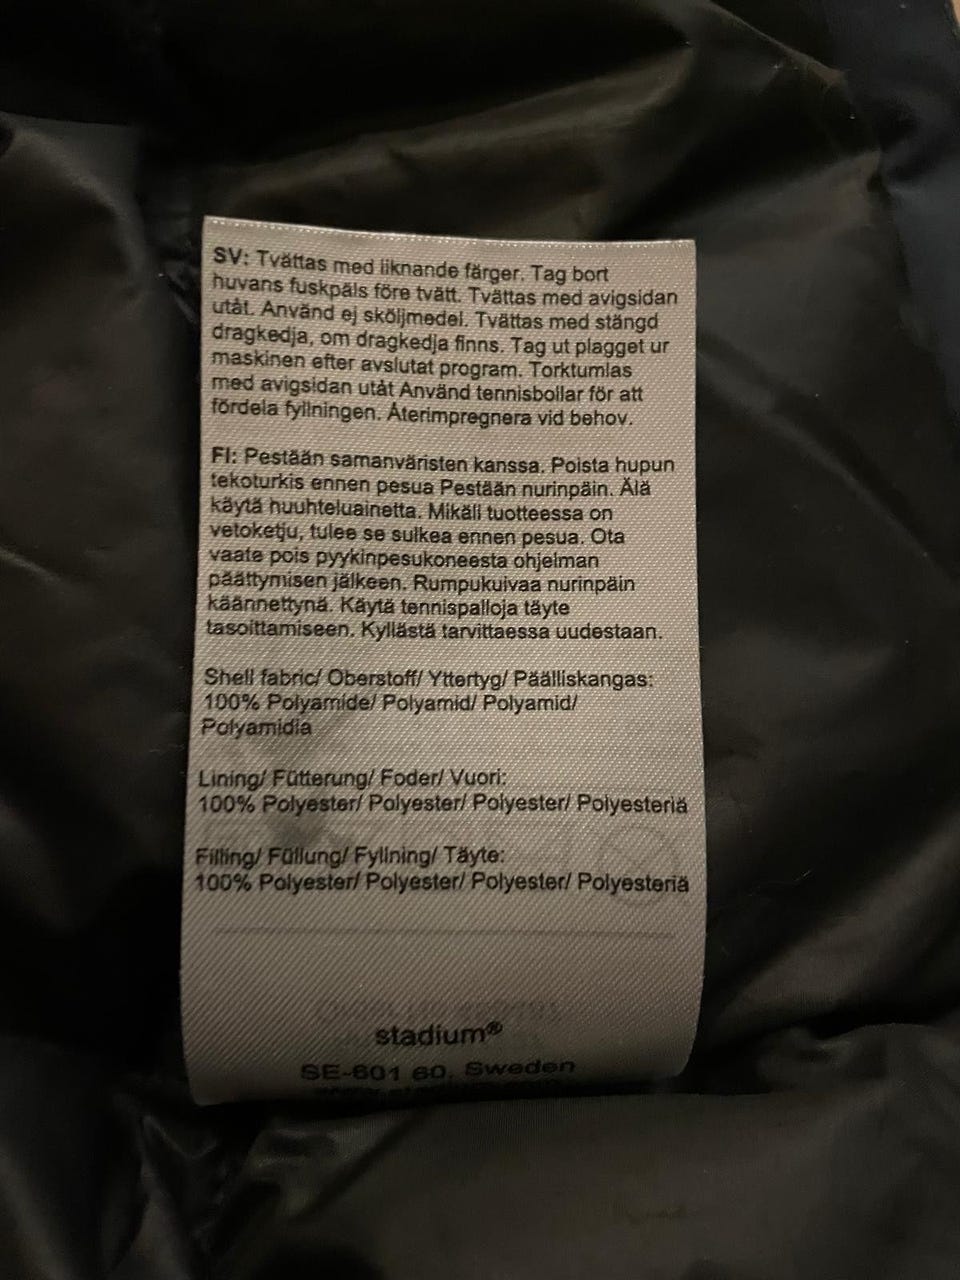 SV: Tvättas med liknande färger. Tag bort
huvans fuskpäls före tvätt. Tvättas med avigsidan
utåt. Använd ej sköljmedel. Tvättas med stängd
dragkedja, om dragkedja finns. Tag ut plagget ur
maskinen efter avslutat program. Torktumlas
med avigsidan utåt Använd tennisbollar för att
fördela fyllningen. Återimpregnera vid behov.
FI: Pestään samanväristen kanssa. Poista hupun
tekoturkis ennen pesua Pestään nurinpäin. Älä
käytä huuhteluainetta. Mikäli tuotteessa on
vetoketju, tulee se sulkea ennen pesua. Ota
vaate pois pyykinpesukoneesta ohjelman
päättymisen jälkeen. Rumpukuivaa nurinpäin
käännettynä. Käytä tennispalloja täyte
tasoittamiseen. Kyllästä tarvittaessa uudestaan.
Shell fabric/ Oberstoff/ Yttertyg/ Päälliskangas:
100% Polyamide/ Polyamid/ Polyamid/
Polyamidia
Lining/ Fütterung/ Foder/ Vuori:
100% Polyester/ Polyester/ Polyester/ Polyesteriä
Filling/ Füllung/ Fyllning/ Täyte:
100% Polyester/ Polyester/ Polyester/ Polyesteriä
stadium®
SE-601 60, Sweden